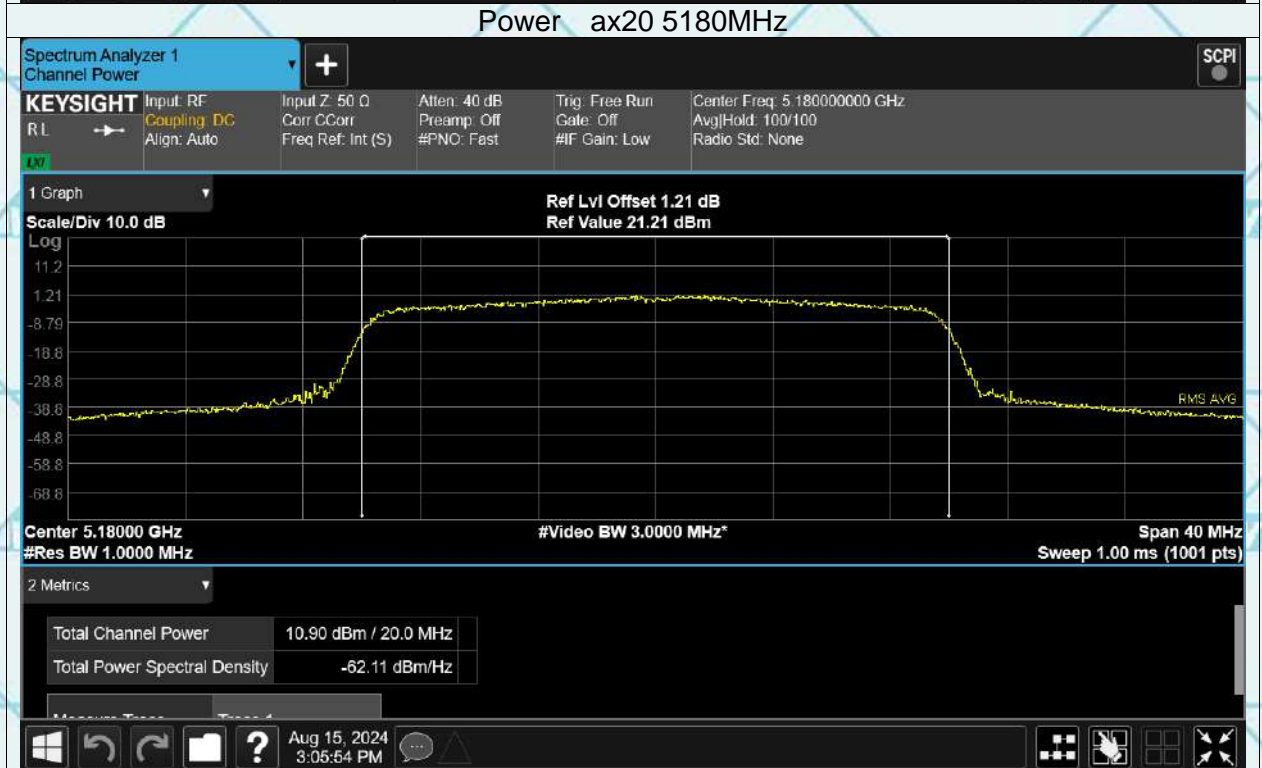 Power ax20 5180MHz
Spectrum Analyzer 1
Channel Power
+
SCPI
KEYSIGHT Input: RF Input Z: 50 Ω Atten: 40 dB Trig: Free Run Center Freq: 5.180000000 GHz
RL Coupling: DC Corr CCorr Preamp: Off Gate: Off Avg|Hold: 100/100
Align: Auto Freq Ref: Int (S) #PNO: Fast #IF Gain: Low Radio Std: None
LXI
1 Graph
Ref Lvl Offset 1.21 dB
Scale/Div 10.0 dB Ref Value 21.21 dBm
Log
11.2
1.21
-8.79
-18.8
-28.8
-38.8 RMS AVG
-48.8
-58.8
-68.8
Center 5.18000 GHz #Video BW 3.0000 MHz* Span 40 MHz
#Res BW 1.0000 MHz Sweep 1.00 ms (1001 pts)
2 Metrics
Total Channel Power 10.90 dBm / 20.0 MHz
Total Power Spectral Density -62.11 dBm/Hz
? Aug 15, 2024
3:05:54 PM